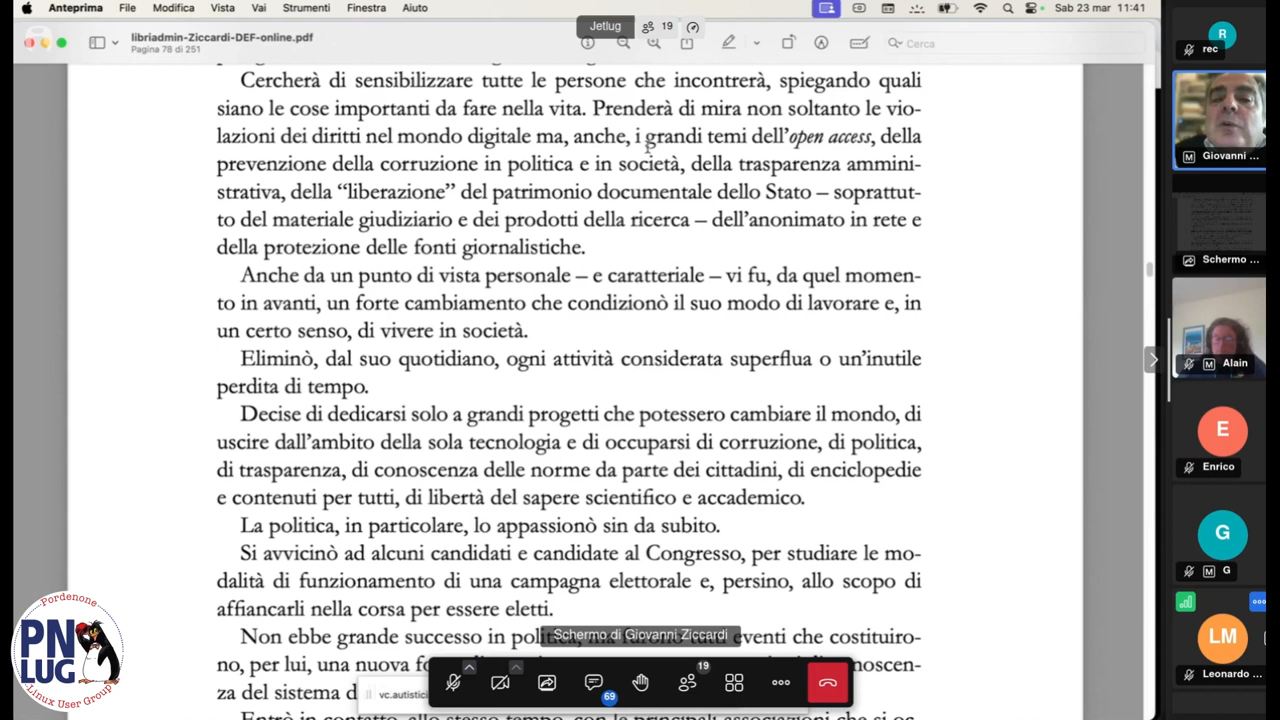 Anteprima File Modifica Vista Vai Strumenti Finestra Aiuto
Sab 23 mar 11:41
Jetlug 19
libriadmin-Ziccardi-DEF-online.pdf
Pagina 78 di 251
Cerca
Cercherà di sensibilizzare tutte le persone che incontrerà, spiegando quali
siano le cose importanti da fare nella vita. Prenderà di mira non soltanto le vio-
lazioni dei diritti nel mondo digitale ma, anche, i grandi temi dell’open access, della
prevenzione della corruzione in politica e in società, della trasparenza ammini-
strativa, della “liberazione” del patrimonio documentale dello Stato – soprattut-
to del materiale giudiziario e dei prodotti della ricerca – dell’anonimato in rete e
della protezione delle fonti giornalistiche.
Anche da un punto di vista personale – e caratteriale – vi fu, da quel momen-
to in avanti, un forte cambiamento che condizionò il suo modo di lavorare e, in
un certo senso, di vivere in società.
Eliminò, dal suo quotidiano, ogni attività considerata superflua o un’inutile
perdita di tempo.
Decise di dedicarsi solo a grandi progetti che potessero cambiare il mondo, di
uscire dall’ambito della sola tecnologia e di occuparsi di corruzione, di politica,
di trasparenza, di conoscenza delle norme da parte dei cittadini, di enciclopedie
e contenuti per tutti, di libertà del sapere scientifico e accademico.
La politica, in particolare, lo appassionò sin da subito.
Si avvicinò ad alcuni candidati e candidate al Congresso, per studiare le mo-
dalità di funzionamento di una campagna elettorale e, persino, allo scopo di
affiancarli nella corsa per essere eletti.
Non ebbe grande successo in eventi che costituiro-
no, per lui, una nuova
za del sistema
Schermo di Giovanni Ziccardi
vc.autistici
19
69
R
rec
M Giovanni ...
Schermo ...
M Alain
E
Enrico
G
M G
LM
Leonardo ...
Pordenone
PN
LUG
Linux User Group